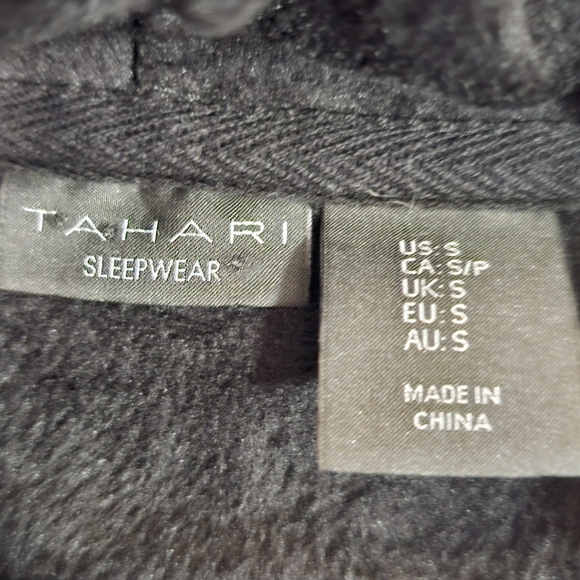 TAHARI
SLEEPWEAR
US: S
CA: S/P
UK: S
EU: S
AU: S
MADE IN
CHINA